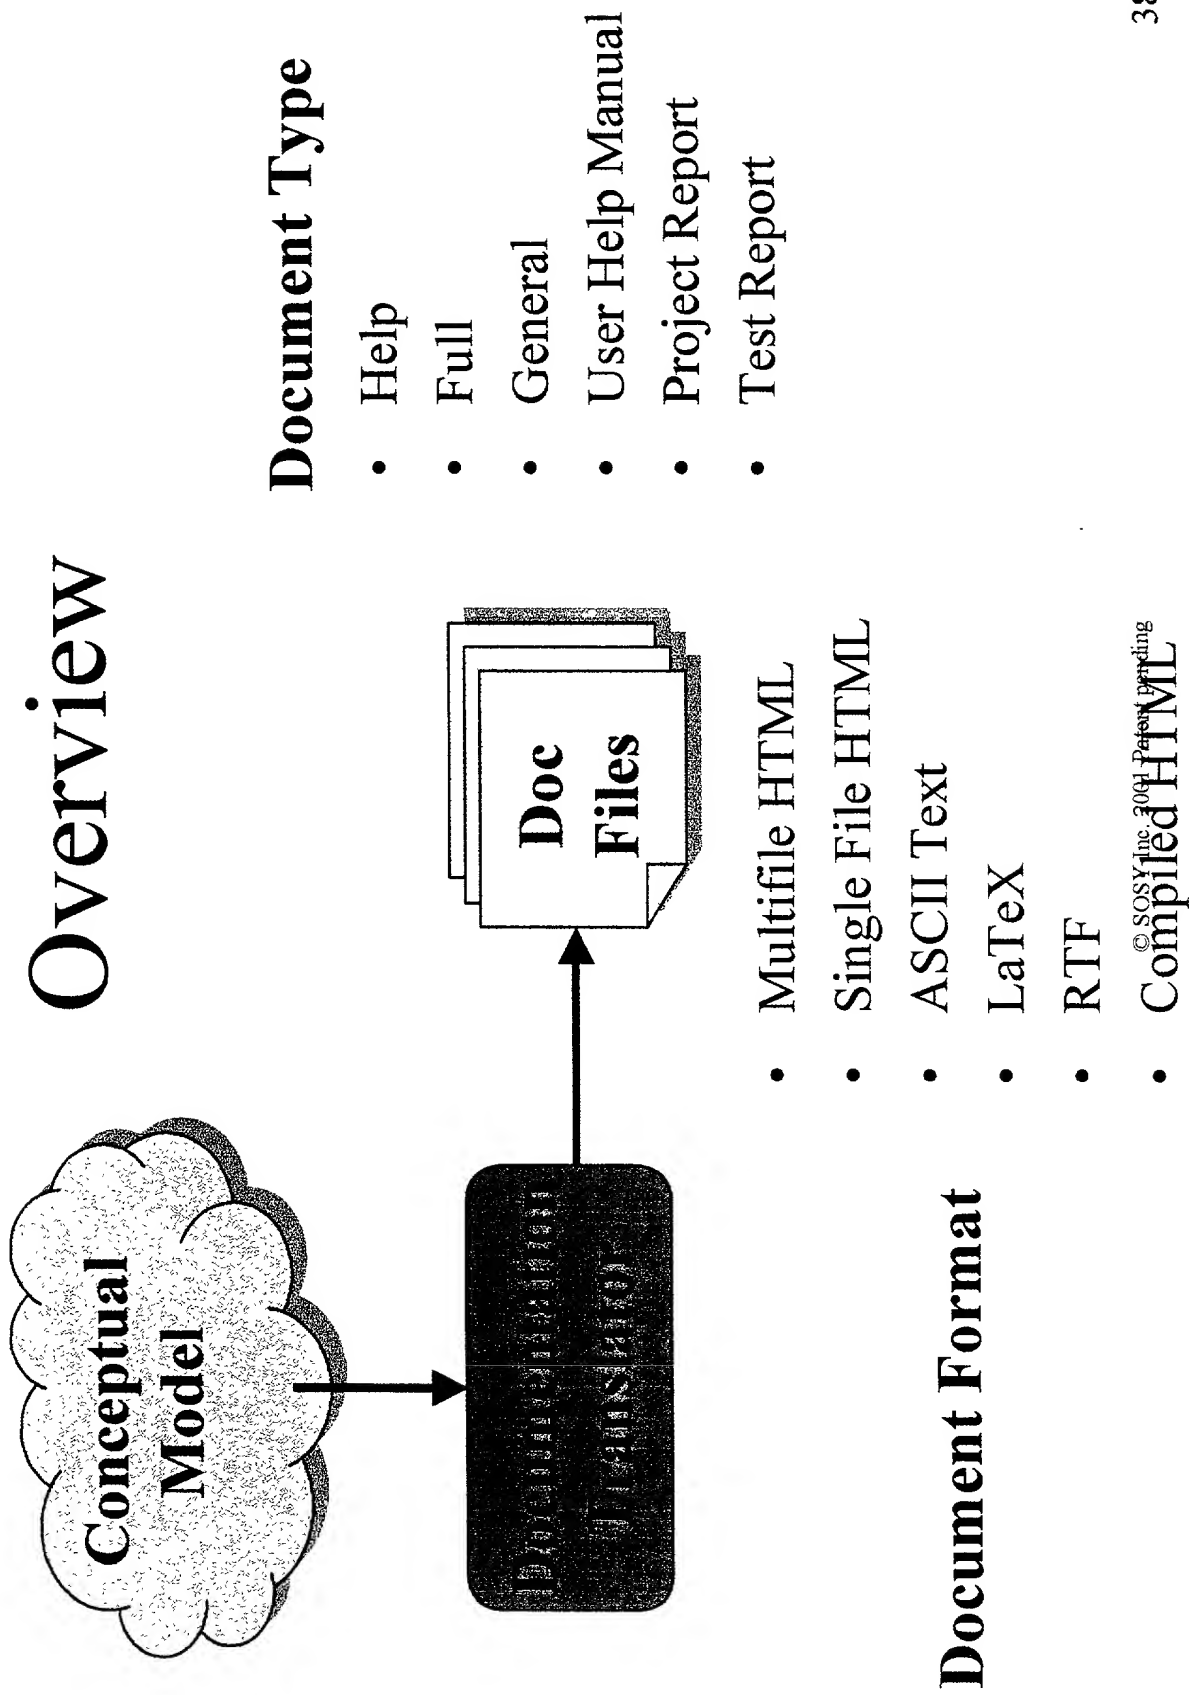 Overview
Conceptual
Model
Documentation
Doc
Files
Document Type
• Help
• Full
• General
• User Help Manual
• Project Report
• Test Report
Document Format
• Multifile HTML
• Single File HTML
• ASCII Text
• LaTeX
• RTF
• Compiled HTML
© SOSY Inc. 2001 Patent pending